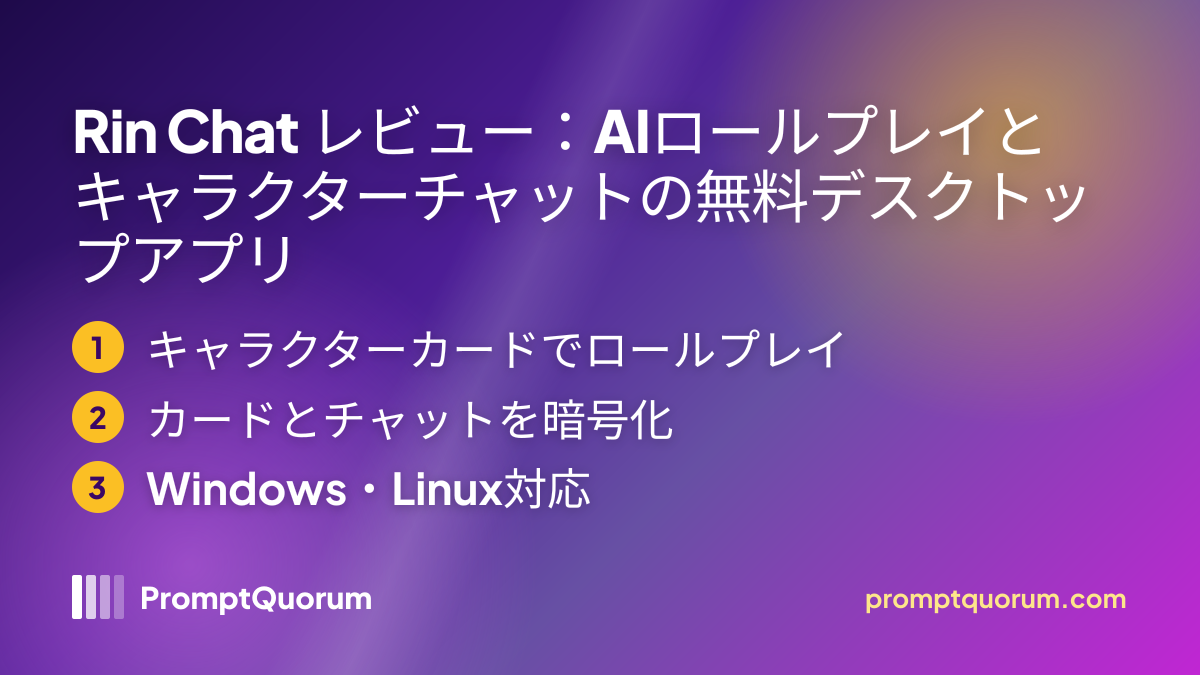 Rin Chat レビュー：AIロールプレイと
キャラクターチャットの無料デスクトッ
プアプリ
1 キャラクターカードでロールプレイ
2 カードとチャットを暗号化
3 Windows・Linux対応
PromptQuorum
promptquorum.com